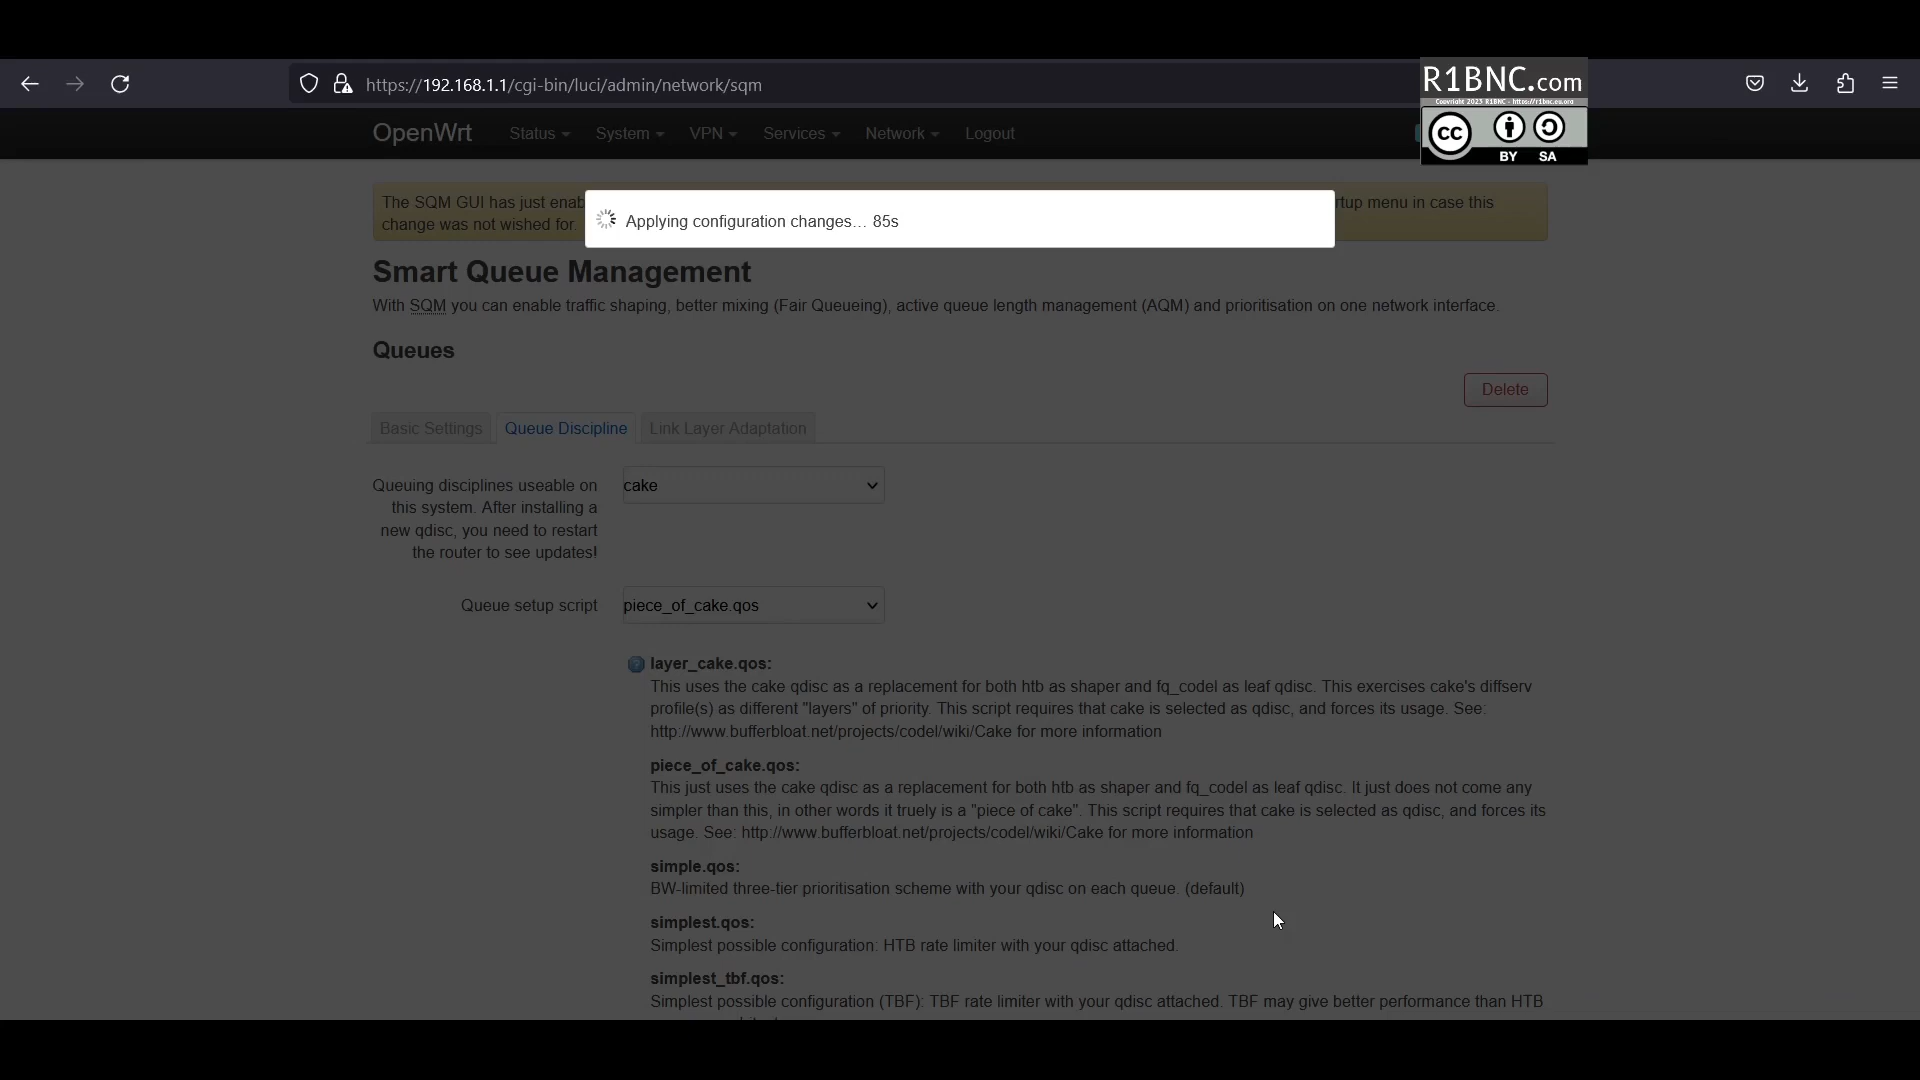 https://192.168.1.1/cgi-bin/luci/admin/network/sqm
R1BNC.com
Copyright 2023 R1BNC - https://r1bnc.eu.org
cc
BY SA
OpenWrt Status System VPN Services Network Logout
The SQM GUI has just enab
rtup menu in case this
change was not wished for.
Applying configuration changes… 85s
Smart Queue Management
With SQM you can enable traffic shaping, better mixing (Fair Queueing), active queue length management (AQM) and prioritisation on one network interface.
Queues
Delete
Basic Settings Queue Discipline Link Layer Adaptation
Queuing disciplines useable on
this system. After installing a
new qdisc, you need to restart
the router to see updates!
cake
Queue setup script
piece_of_cake.qos
layer_cake.qos:
This uses the cake qdisc as a replacement for both htb as shaper and fq_codel as leaf qdisc. This exercises cake's diffserv
profile(s) as different "layers" of priority. This script requires that cake is selected as qdisc, and forces its usage. See:
http://www.bufferbloat.net/projects/codel/wiki/Cake for more information
piece_of_cake.qos:
This just uses the cake qdisc as a replacement for both htb as shaper and fq_codel as leaf qdisc. It just does not come any
simpler than this, in other words it truely is a "piece of cake". This script requires that cake is selected as qdisc, and forces its
usage. See: http://www.bufferbloat.net/projects/codel/wiki/Cake for more information
simple.qos:
BW-limited three-tier prioritisation scheme with your qdisc on each queue. (default)
simplest.qos:
Simplest possible configuration: HTB rate limiter with your qdisc attached.
simplest_tbf.qos:
Simplest possible configuration (TBF): TBF rate limiter with your qdisc attached. TBF may give better performance than HTB